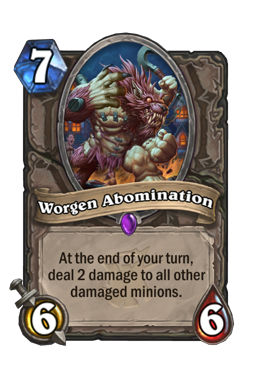 7
Worgen Abomination
At the end of your turn,
deal 2 damage to all other
damaged minions.
6 6